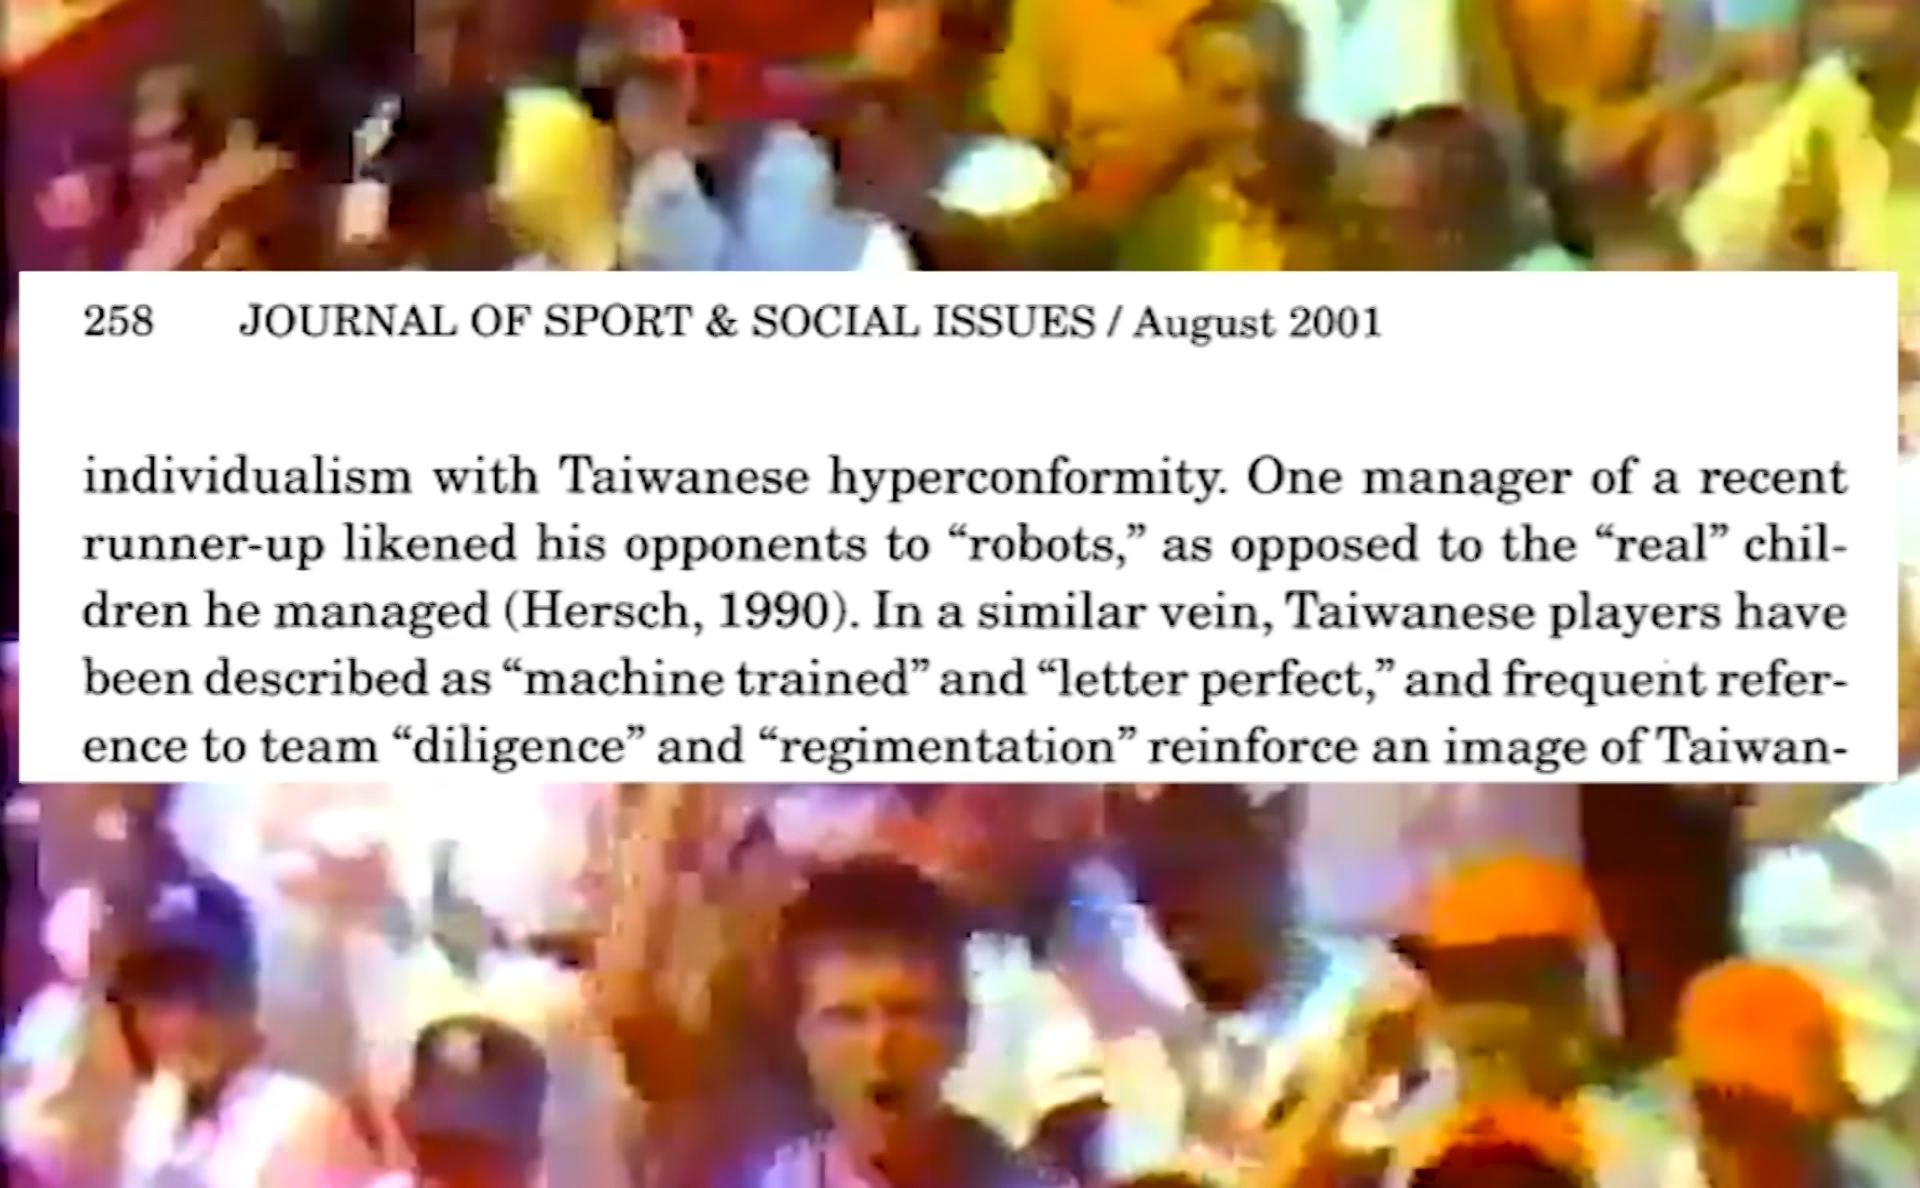 258 JOURNAL OF SPORT & SOCIAL ISSUES / August 2001
individualism with Taiwanese hyperconformity. One manager of a recent
runner-up likened his opponents to “robots,” as opposed to the “real” chil-
dren he managed (Hersch, 1990). In a similar vein, Taiwanese players have
been described as “machine trained” and “letter perfect,” and frequent refer-
ence to team “diligence” and “regimentation” reinforce an image of Taiwan-